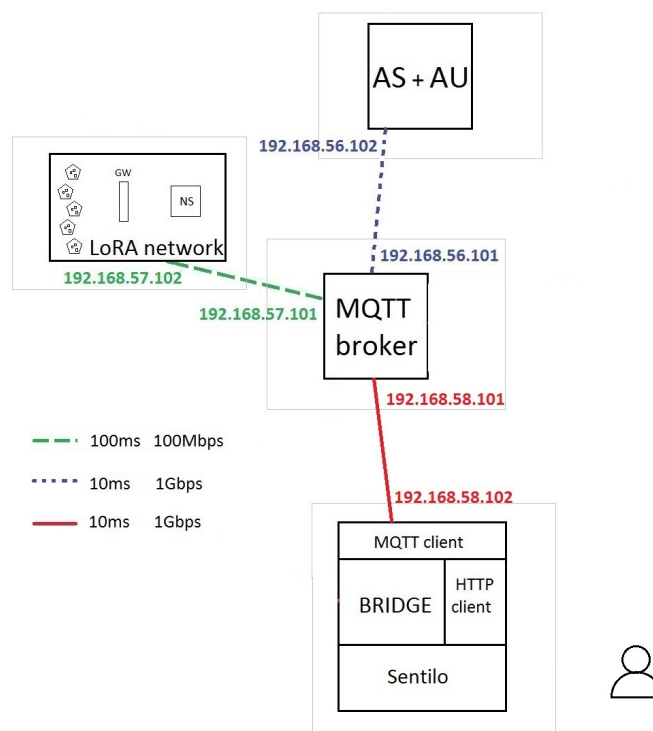 AS + AU
192.168.56.102
GW
NS
LoRA network
192.168.57.102
192.168.56.101
192.168.57.101
MQTT
broker
192.168.58.101
100ms 100Mbps
10ms 1Gbps
10ms 1Gbps
192.168.58.102
MQTT client
BRIDGE
HTTP
client
Sentilo